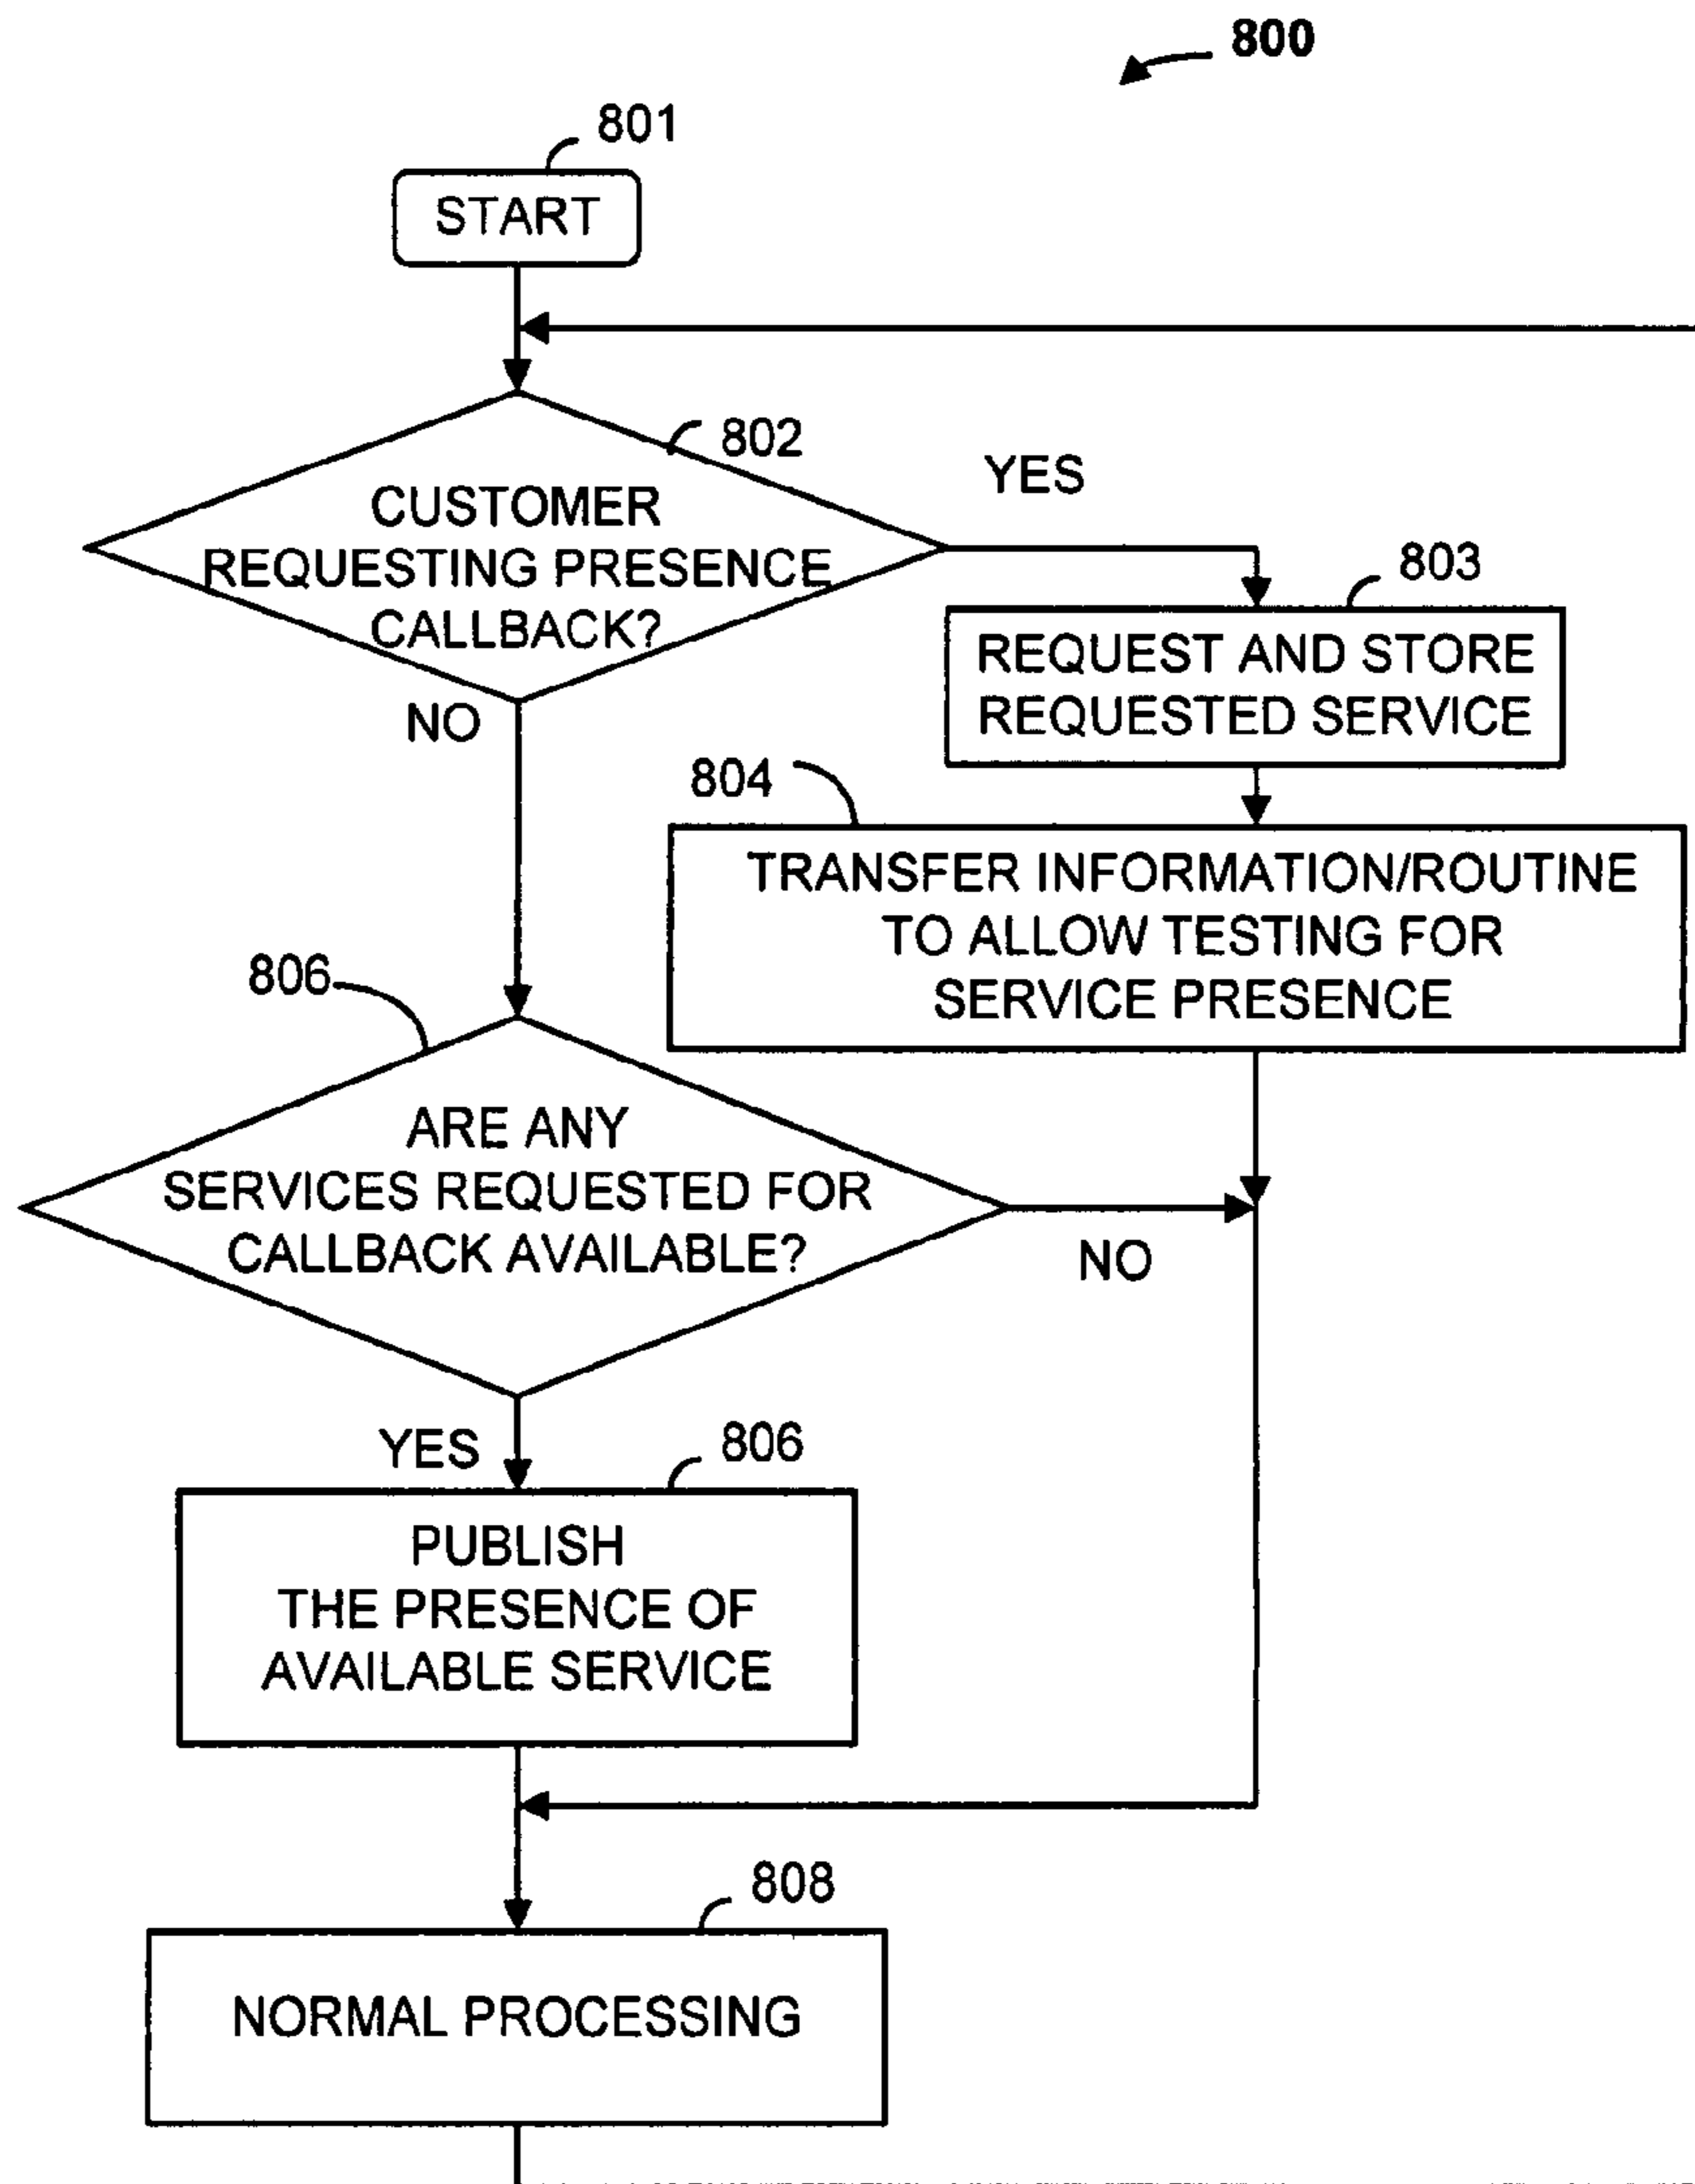 800
801
START
802
CUSTOMER
REQUESTING PRESENCE
CALLBACK?
YES
NO
803
REQUEST AND STORE
REQUESTED SERVICE
804
TRANSFER INFORMATION/ROUTINE
TO ALLOW TESTING FOR
SERVICE PRESENCE
806
ARE ANY
SERVICES REQUESTED FOR
CALLBACK AVAILABLE?
NO
YES
806
PUBLISH
THE PRESENCE OF
AVAILABLE SERVICE
808
NORMAL PROCESSING